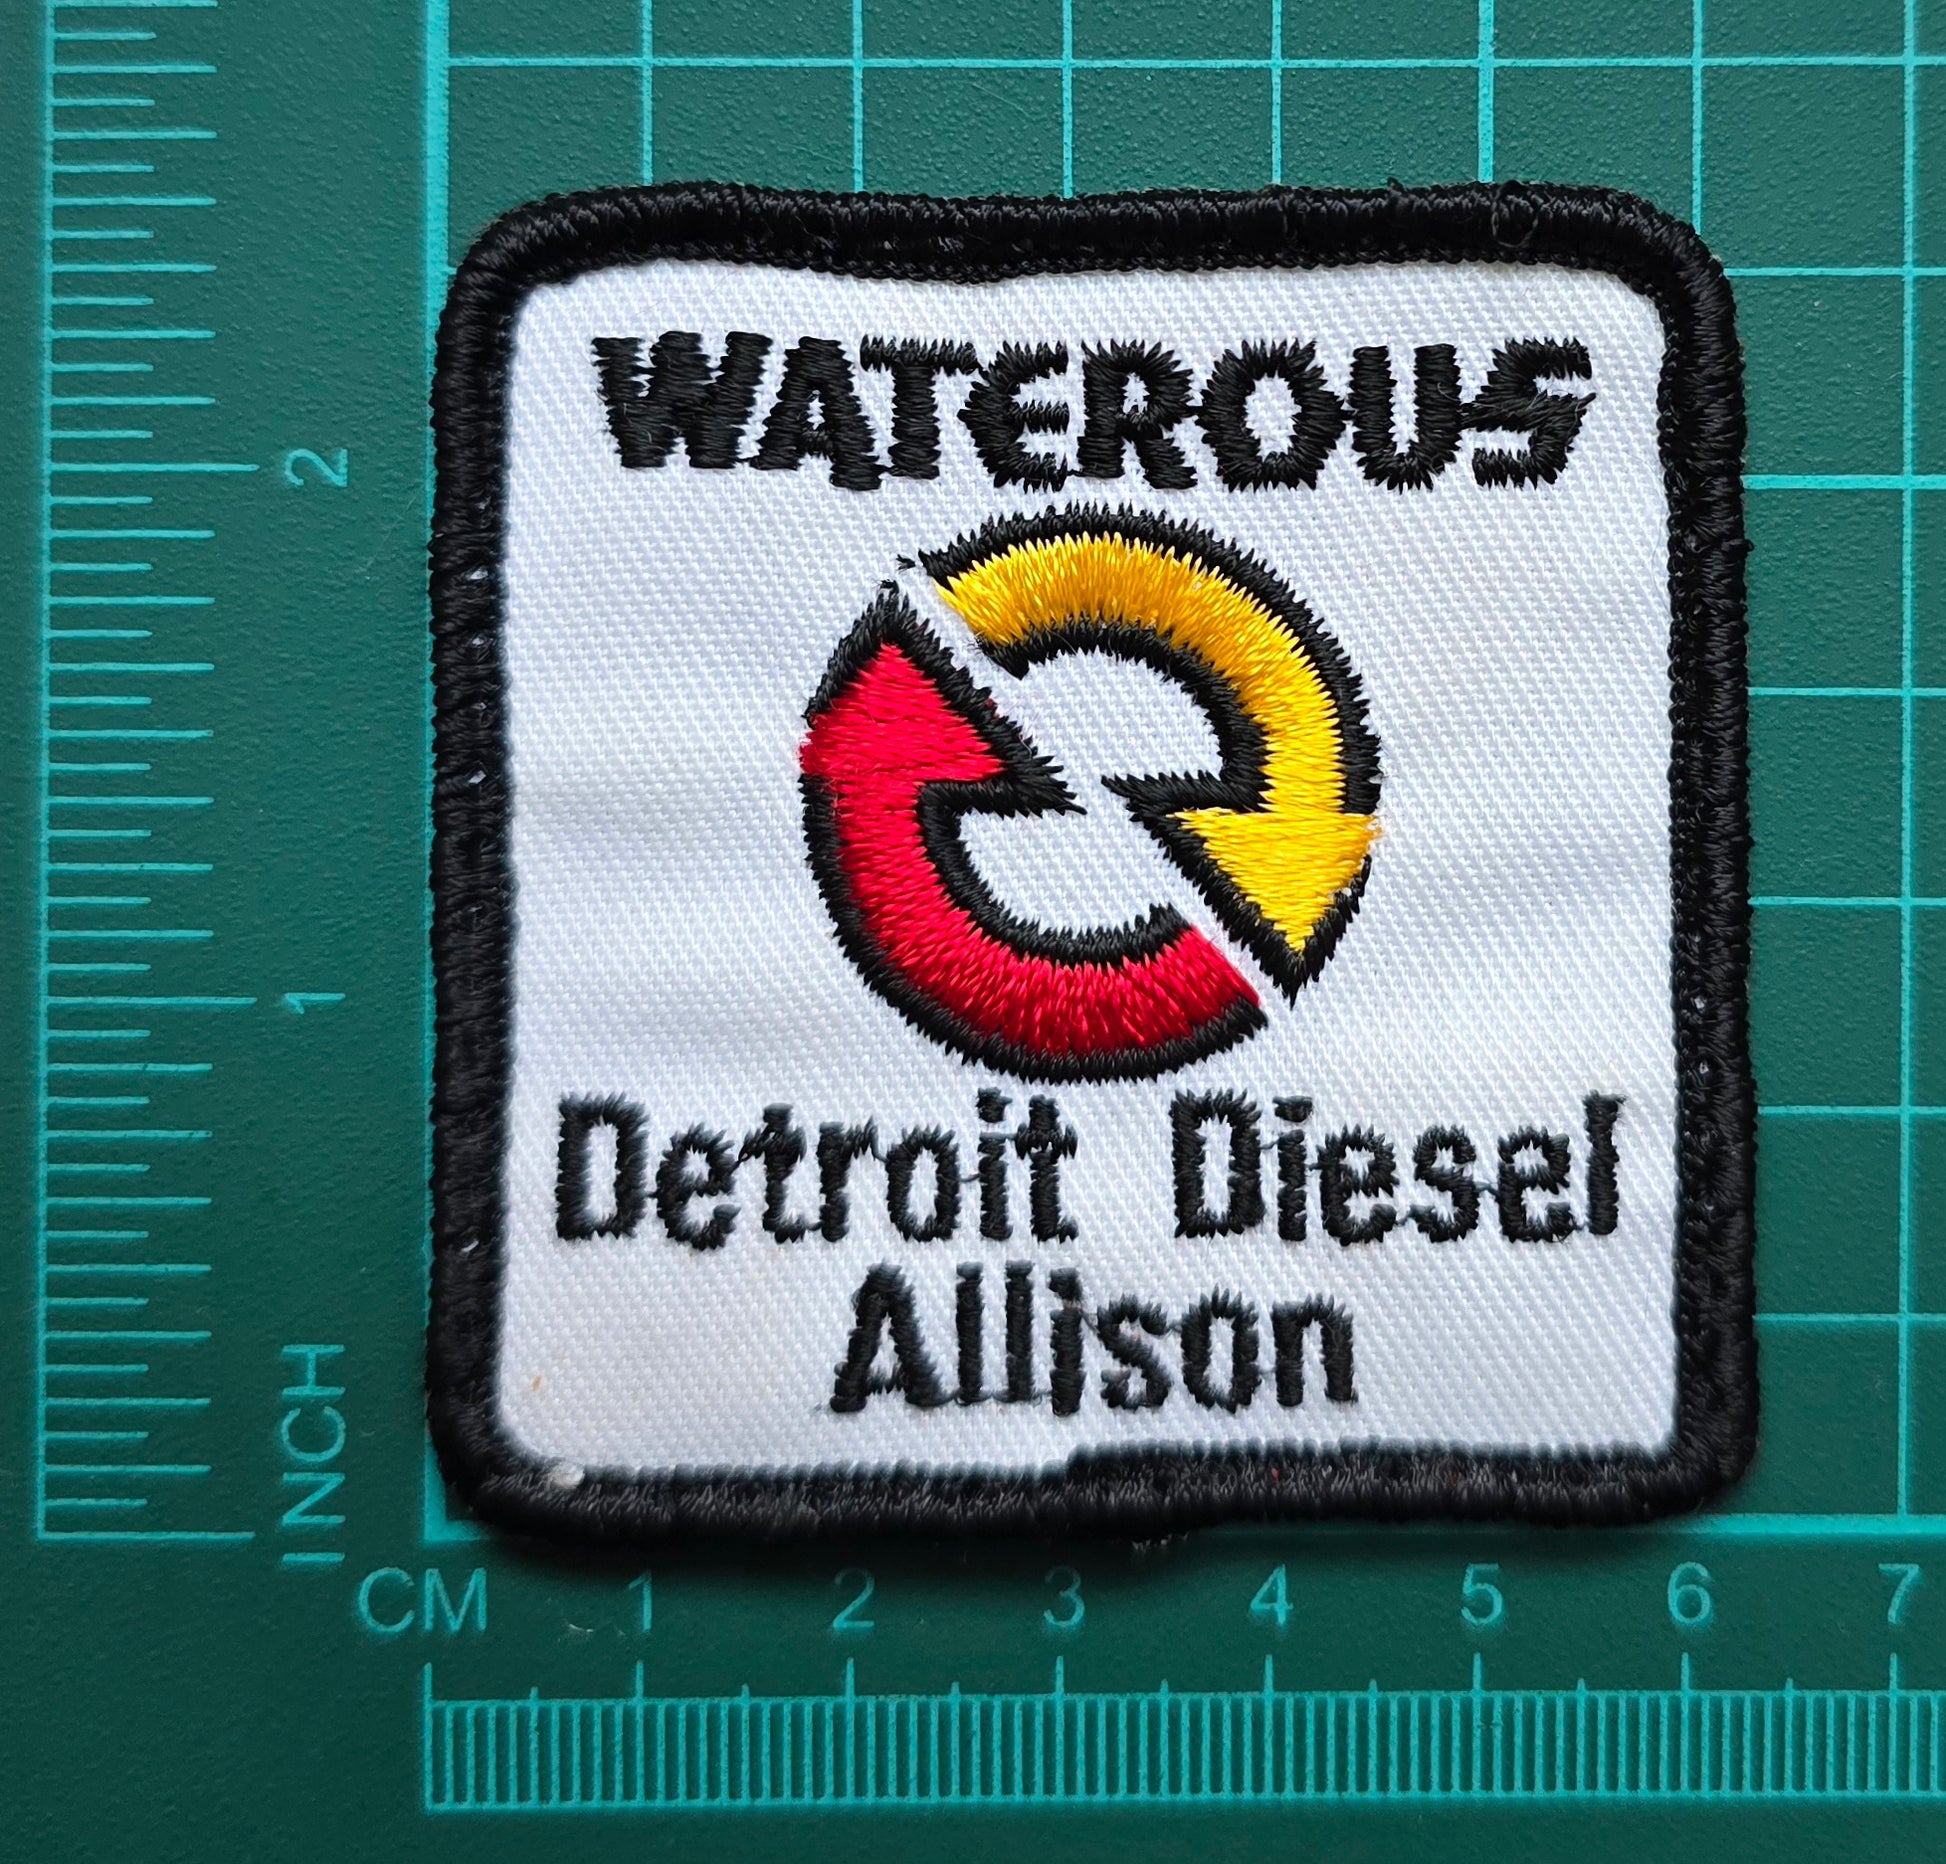 WATEROUS
Detroit Diesel
Allison
2
1
INCH
CM 1 2 3 4 5 6 7